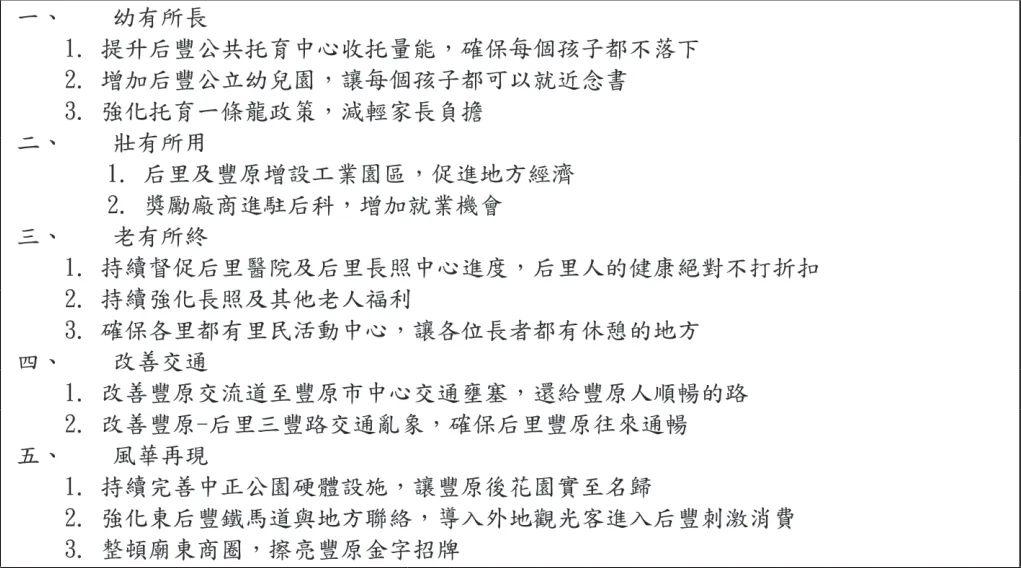 一、 幼有所長
1. 提升后豐公共托育中心收托量能，確保每個孩子都不落下
2. 增加后豐公立幼兒園，讓每個孩子都可以就近念書
3. 強化托育一條龍政策，減輕家長負擔
二、 壯有所用
1. 后里及豐原增設工業園區，促進地方經濟
2. 獎勵廠商進駐后科，增加就業機會
三、 老有所終
1. 持續督促后里醫院及后里長照中心進度，后里人的健康絕對不打折扣
2. 持續強化長照及其他老人福利
3. 確保各里都有里民活動中心，讓各位長者都有休憩的地方
四、 改善交通
1. 改善豐原交流道至豐原市中心交通壅塞，還給豐原人順暢的路
2. 改善豐原-后里三豐路交通亂象，確保后里豐原往來通暢
五、 風華再現
1. 持續完善中正公園硬體設施，讓豐原後花園實至名歸
2. 強化東后豐鐵馬道與地方聯絡，導入外地觀光客進入后豐刺激消費
3. 整頓廟東商圈，擦亮豐原金字招牌